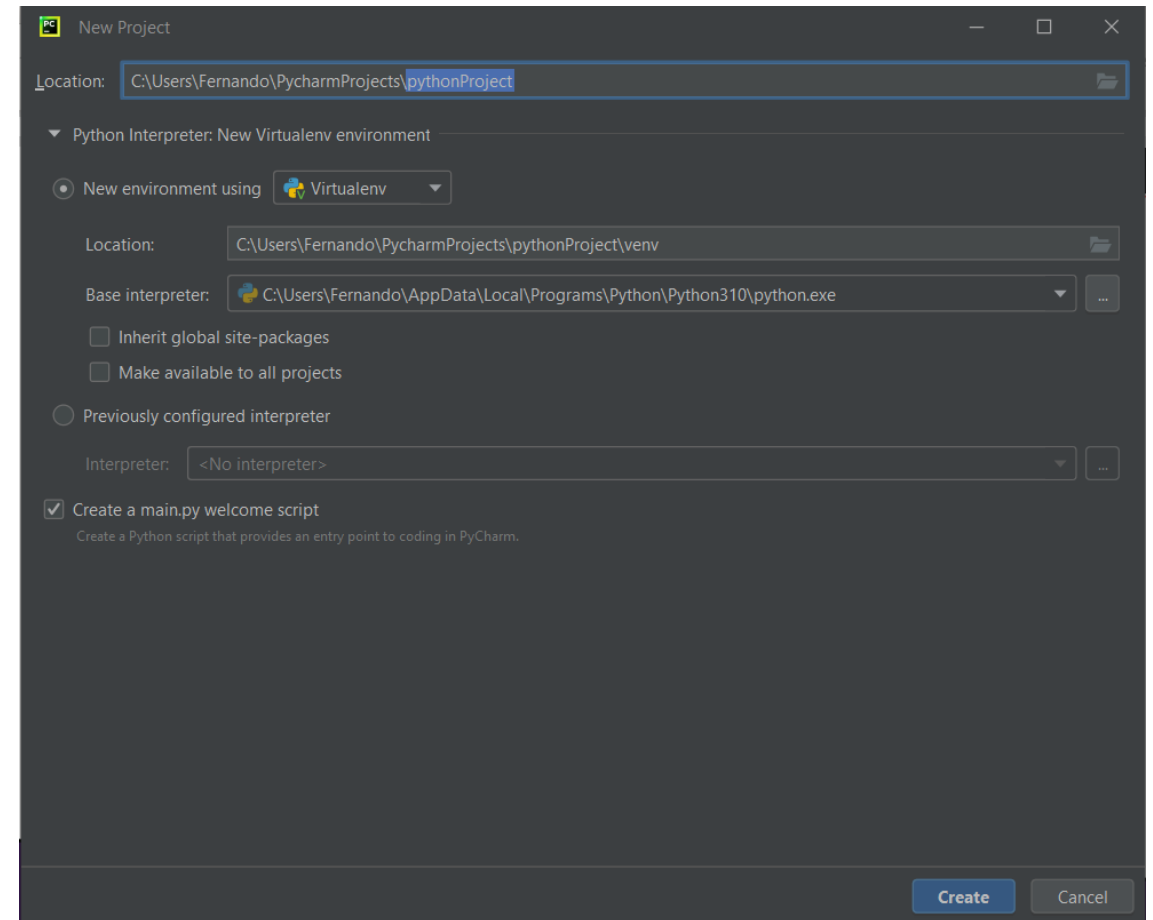 PC New Project
Location: C:\Users\Fernando\PycharmProjects\pythonProject
Python Interpreter: New Virtualenv environment
New environment using Virtualenv
Location: C:\Users\Fernando\PycharmProjects\pythonProject\venv
Base interpreter: C:\Users\Fernando\AppData\Local\Programs\Python\Python310\python.exe ...
Inherit global site-packages
Make available to all projects
Previously configured interpreter
Interpreter: <No interpreter> ...
Create a main.py welcome script
Create a Python script that provides an entry point to coding in PyCharm.
Create Cancel